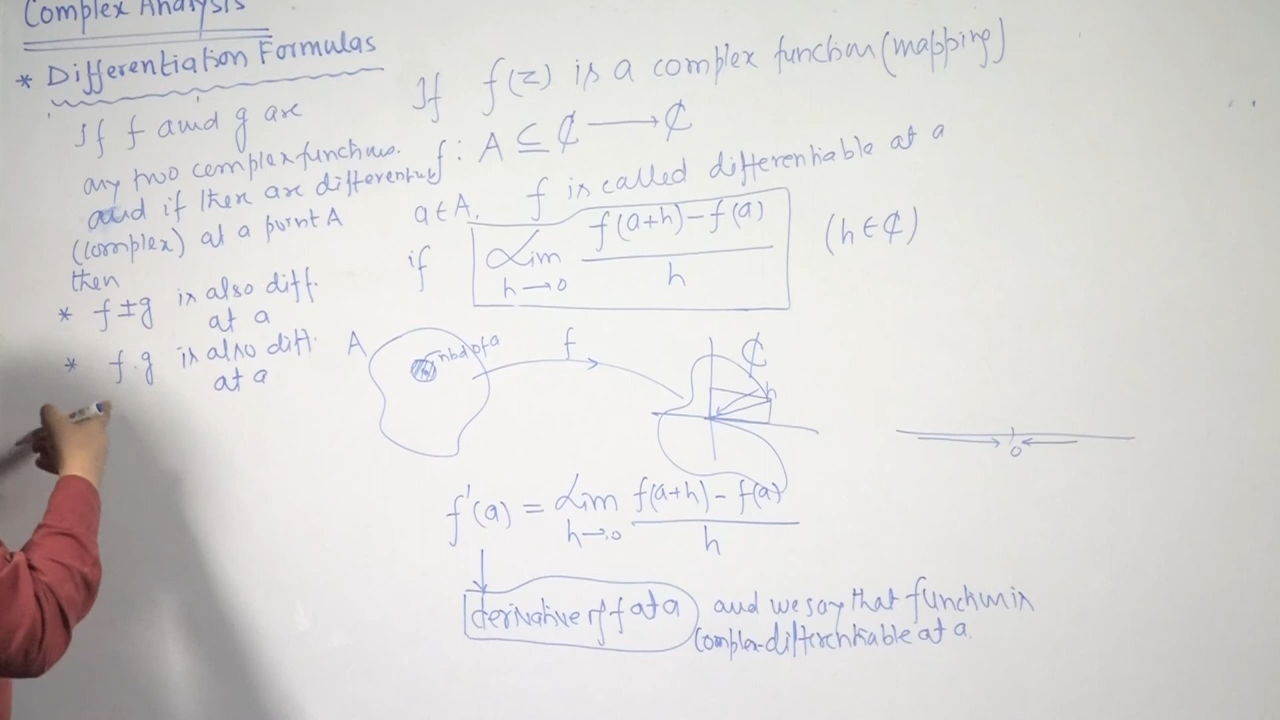 Complex Analysis
* Differentiation Formulas
If f and g are
any two complex functions.
and if then are differentiable
(complex) at a point A
then
* f±g is also diff.
at a
* f.g is also diff.
at a
If f(z) is a complex function (mapping)
f : A ⊆ ₵ → ₵
a ∈ A, f is called differentiable at a
if Lim h→0 f(a+h) − f(a) / h (h ∈ ₵)
A nbd of a f ₵ h
0
f'(a) = Lim h→0 f(a+h) − f(a) / h
derivative of f at a and we say that function is
complex-differentiable at a.